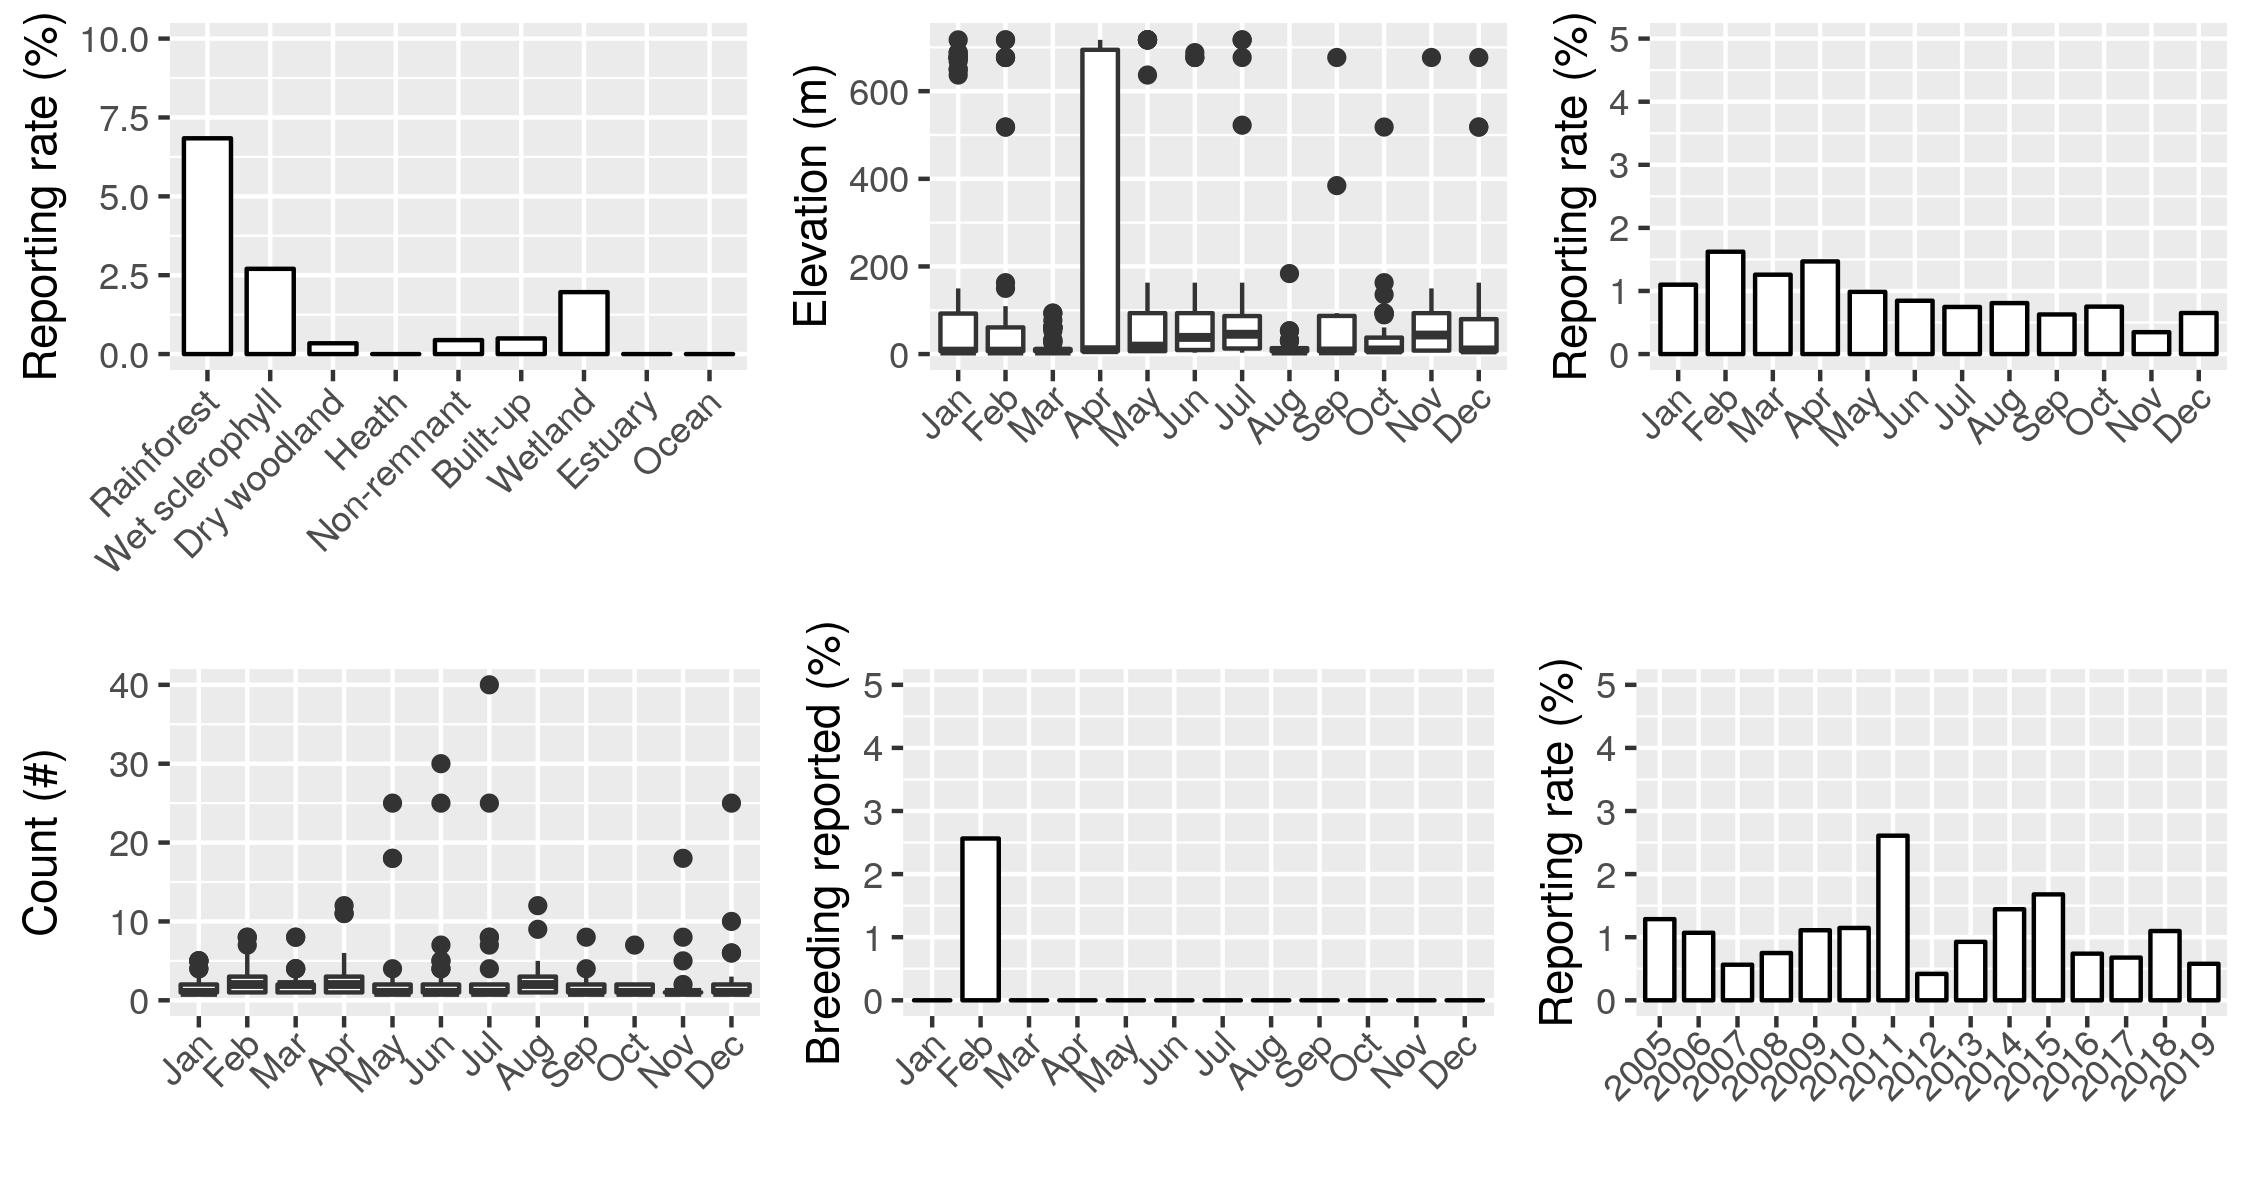 Reporting rate (%)
10.0
7.5
5.0
2.5
0.0
Rainforest
Wet sclerophyll
Dry woodland
Heath
Non-remnant
Built-up
Wetland
Estuary
Ocean
Elevation (m)
600
400
200
0
Jan
Feb
Mar
Apr
May
Jun
Jul
Aug
Sep
Oct
Nov
Dec
Reporting rate (%)
5
4
3
2
1
0
Jan
Feb
Mar
Apr
May
Jun
Jul
Aug
Sep
Oct
Nov
Dec
Count (#)
40
30
20
10
0
Jan
Feb
Mar
Apr
May
Jun
Jul
Aug
Sep
Oct
Nov
Dec
Breeding reported (%)
5
4
3
2
1
0
Jan
Feb
Mar
Apr
May
Jun
Jul
Aug
Sep
Oct
Nov
Dec
Reporting rate (%)
5
4
3
2
1
0
2005
2006
2007
2008
2009
2010
2011
2012
2013
2014
2015
2016
2017
2018
2019